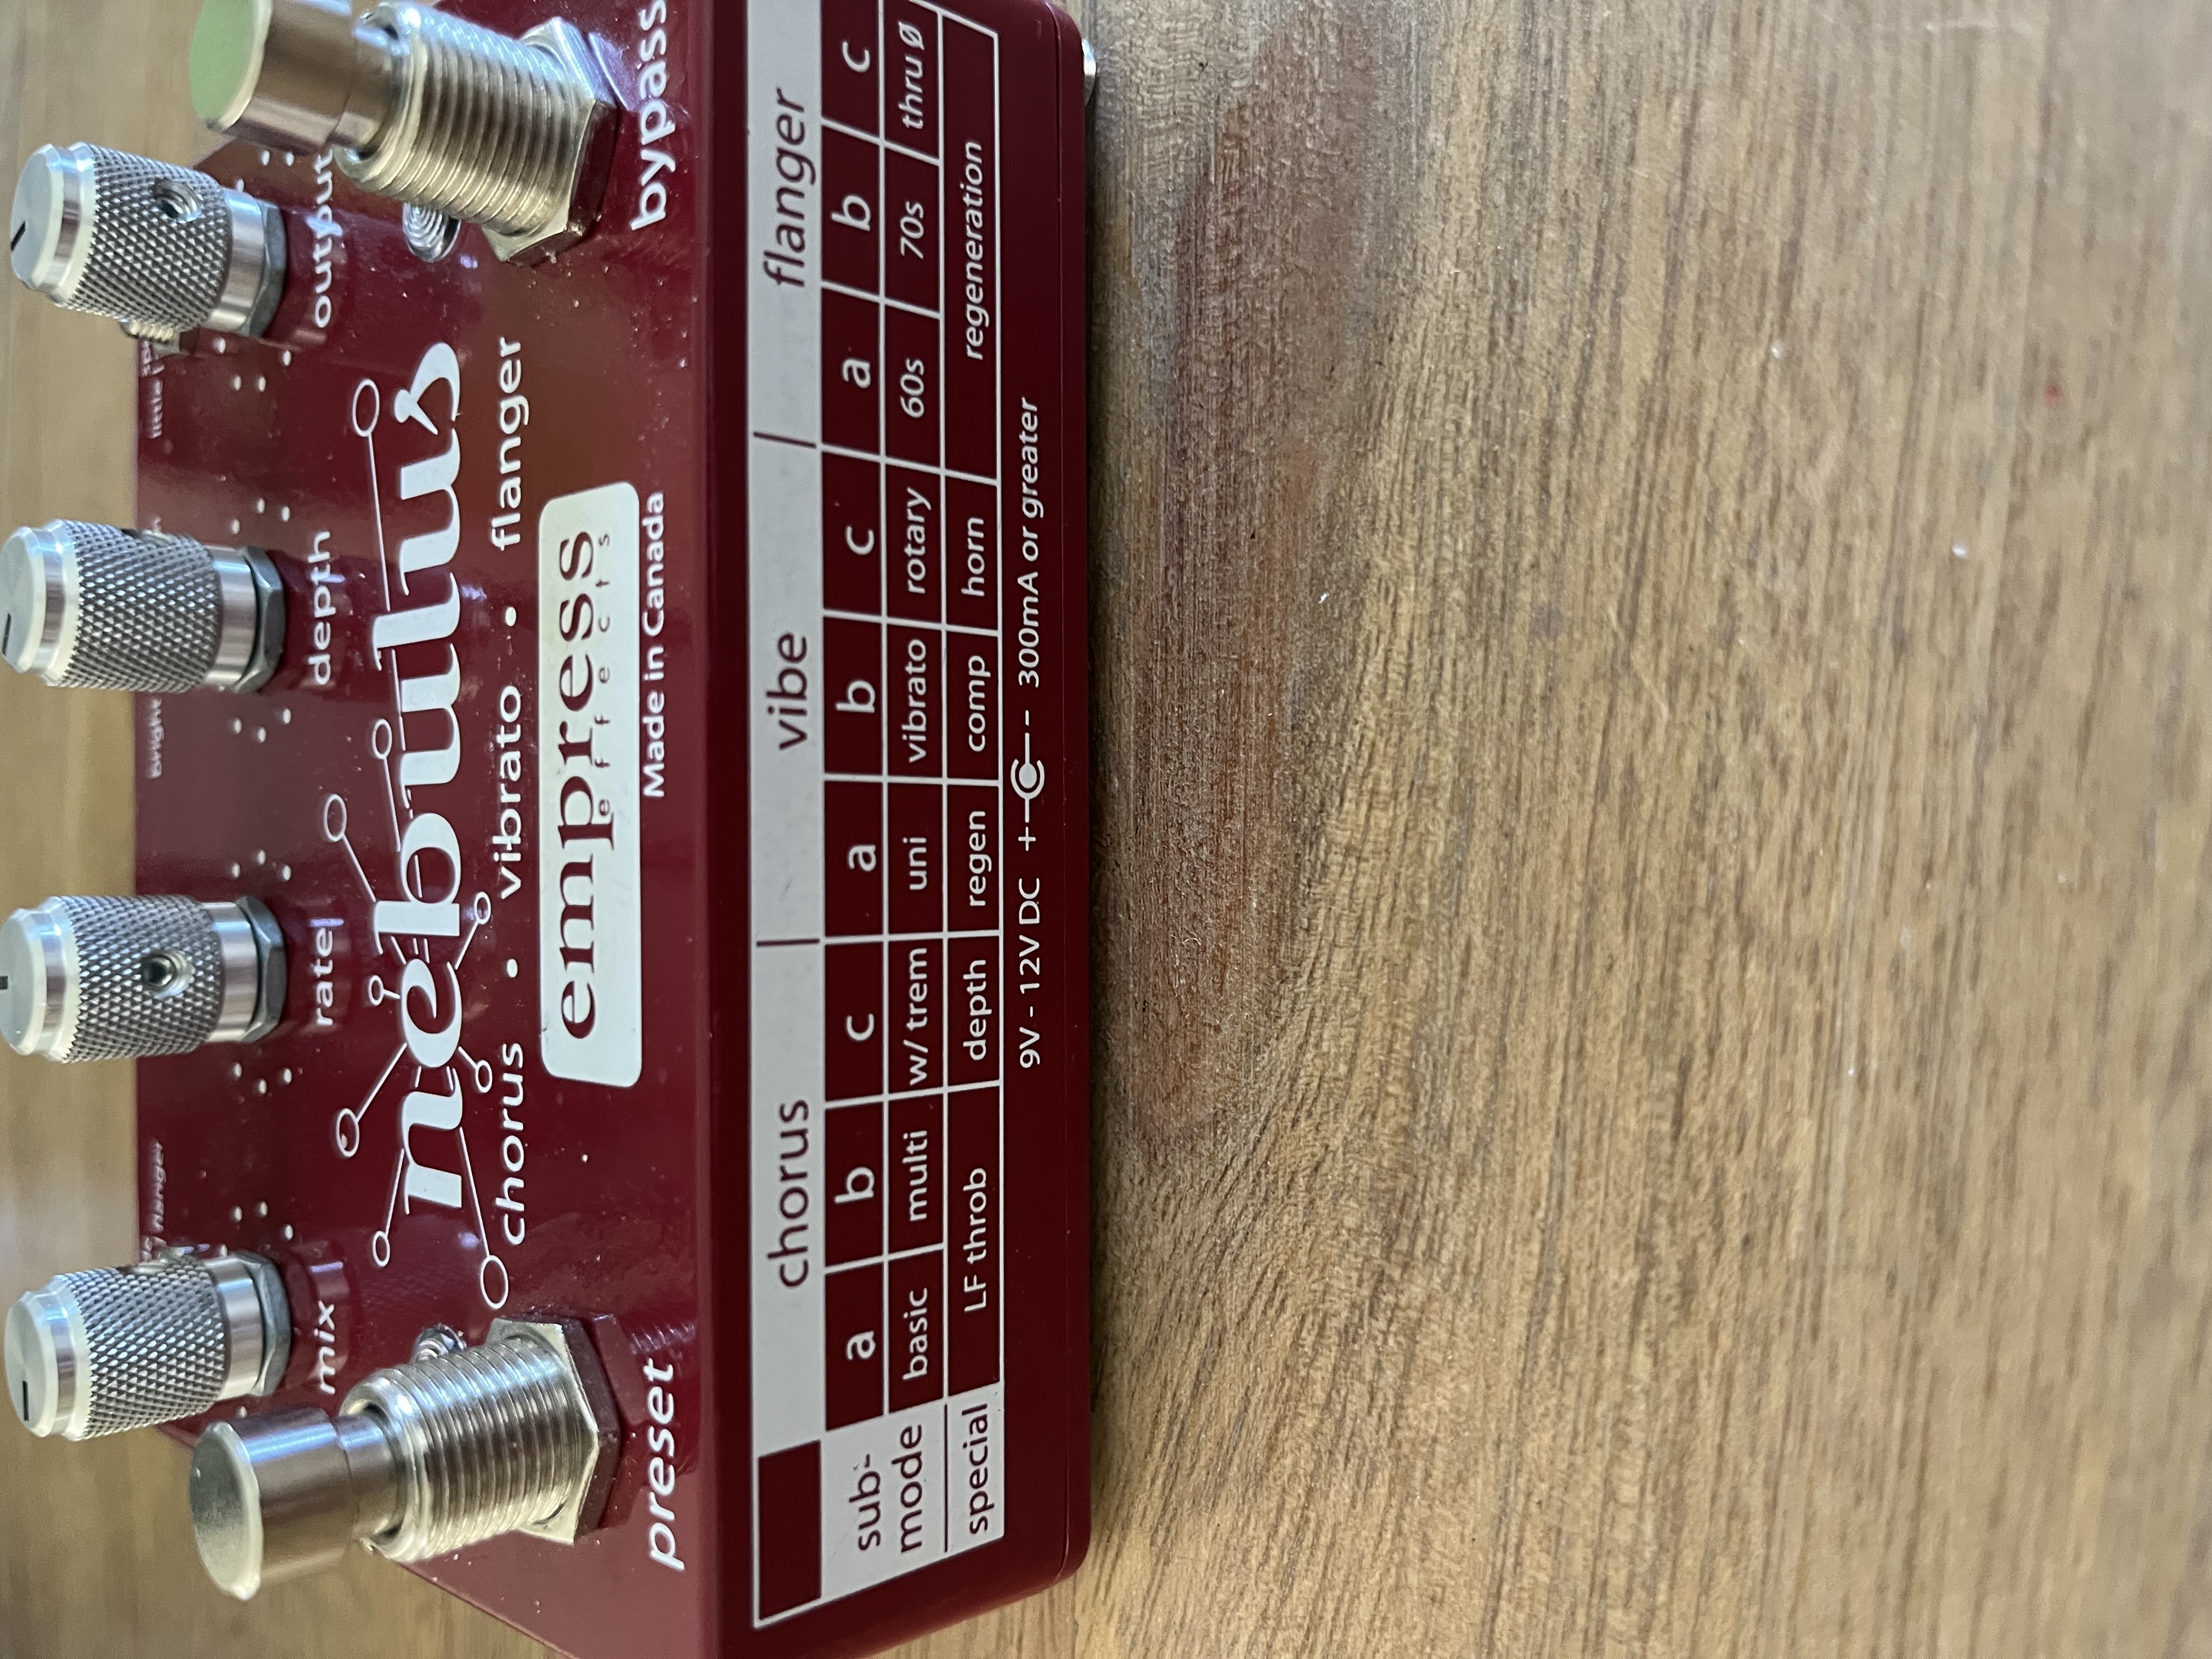 mix rate depth output
nebulus
chorus • vibrato • flanger
empress
effects
preset Made in Canada bypass
chorus | vibe | flanger
sub-mode a b c a b c a b c
basic multi w/ trem uni vibrato rotary 60s 70s thru Ø
special LF throb depth regen comp horn regeneration
9V - 12V DC + - 300mA or greater